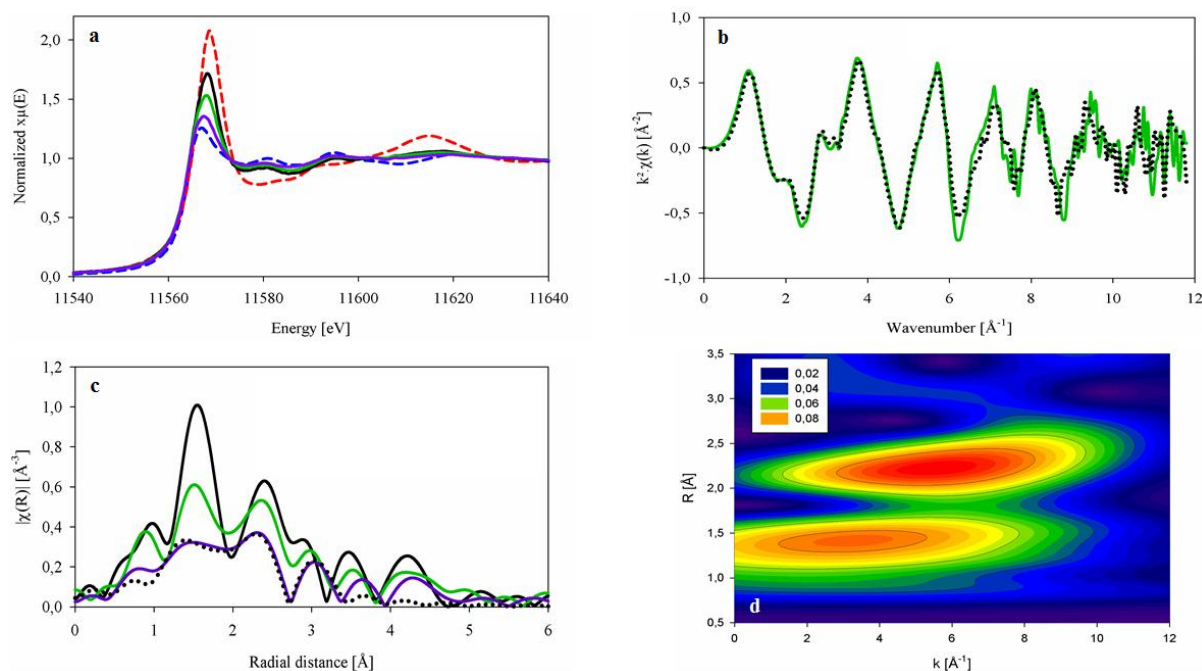 a
2,0
1,5
1,0
0,5
0,0
Normalized xμ(E)
11540 11560 11580 11600 11620 11640
Energy [eV]
b
1,0
0,5
0,0
-0,5
-1,0
k² χ(k) [Å⁻²]
0 2 4 6 8 10 12
Wavenumber [Å⁻¹]
c
1,2
1,0
0,8
0,6
0,4
0,2
0,0
|χ(R)| [Å⁻³]
0 1 2 3 4 5 6
Radial distance [Å]
0,02
0,04
0,06
0,08
3,5
3,0
2,5
2,0
1,5
1,0
0,5
R [Å]
d
0 2 4 6 8 10 12
k [Å⁻¹]